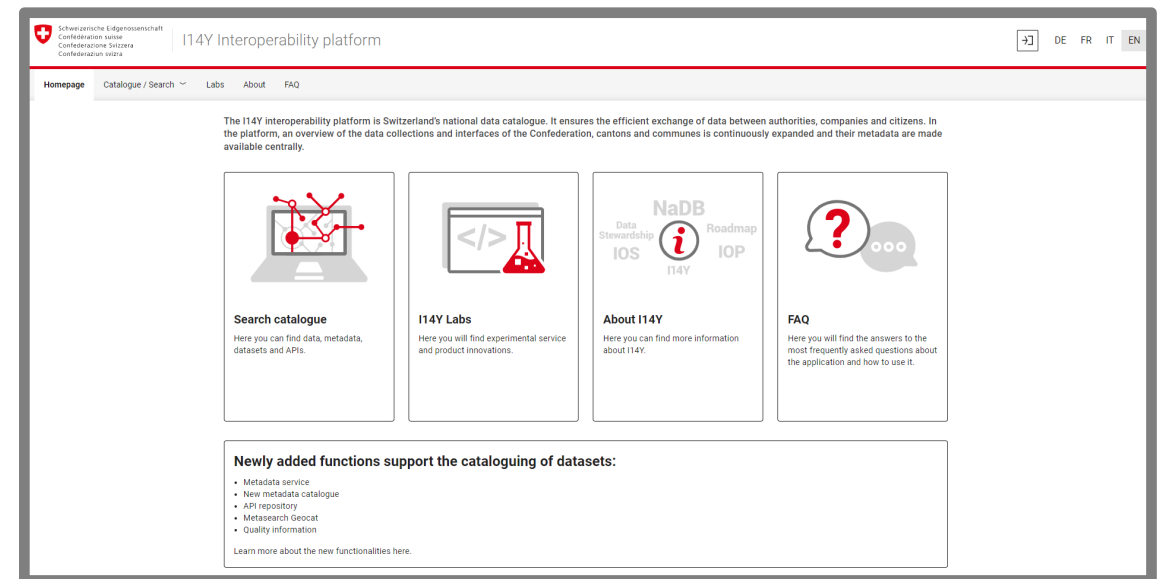 Schweizerische Eidgenossenschaft
Confédération suisse
Confederazione Svizzera
Confederaziun svizra
I14Y Interoperability platform
DE FR IT EN
Homepage Catalogue / Search Labs About FAQ
The I14Y interoperability platform is Switzerland's national data catalogue. It ensures the efficient exchange of data between authorities, companies and citizens. In
the platform, an overview of the data collections and interfaces of the Confederation, cantons and communes is continuously expanded and their metadata are made
available centrally.
</>
NaDB
Data
Stewardship
Roadmap
IOS
i
IOP
I14Y
?
Search catalogue
Here you can find data, metadata,
datasets and APIs.
I14Y Labs
Here you will find experimental service
and product innovations.
About I14Y
Here you can find more information
about I14Y.
FAQ
Here you will find the answers to the
most frequently asked questions about
the application and how to use it.
Newly added functions support the cataloguing of datasets:
• Metadata service
• New metadata catalogue
• API repository
• Metasearch Geocat
• Quality information
Learn more about the new functionalities here.